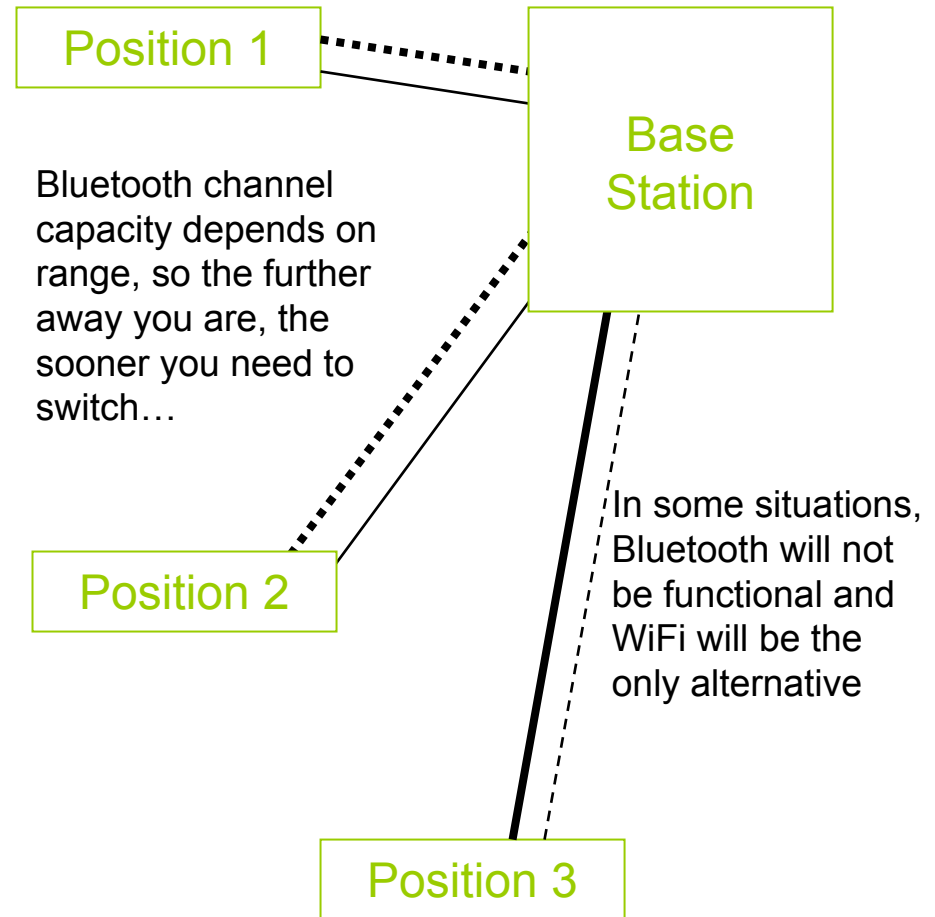 Position 1
Base
Station
Bluetooth channel
capacity depends on
range, so the further
away you are, the
sooner you need to
switch…
In some situations,
Bluetooth will not
be functional and
WiFi will be the
only alternative
Position 2
Position 3